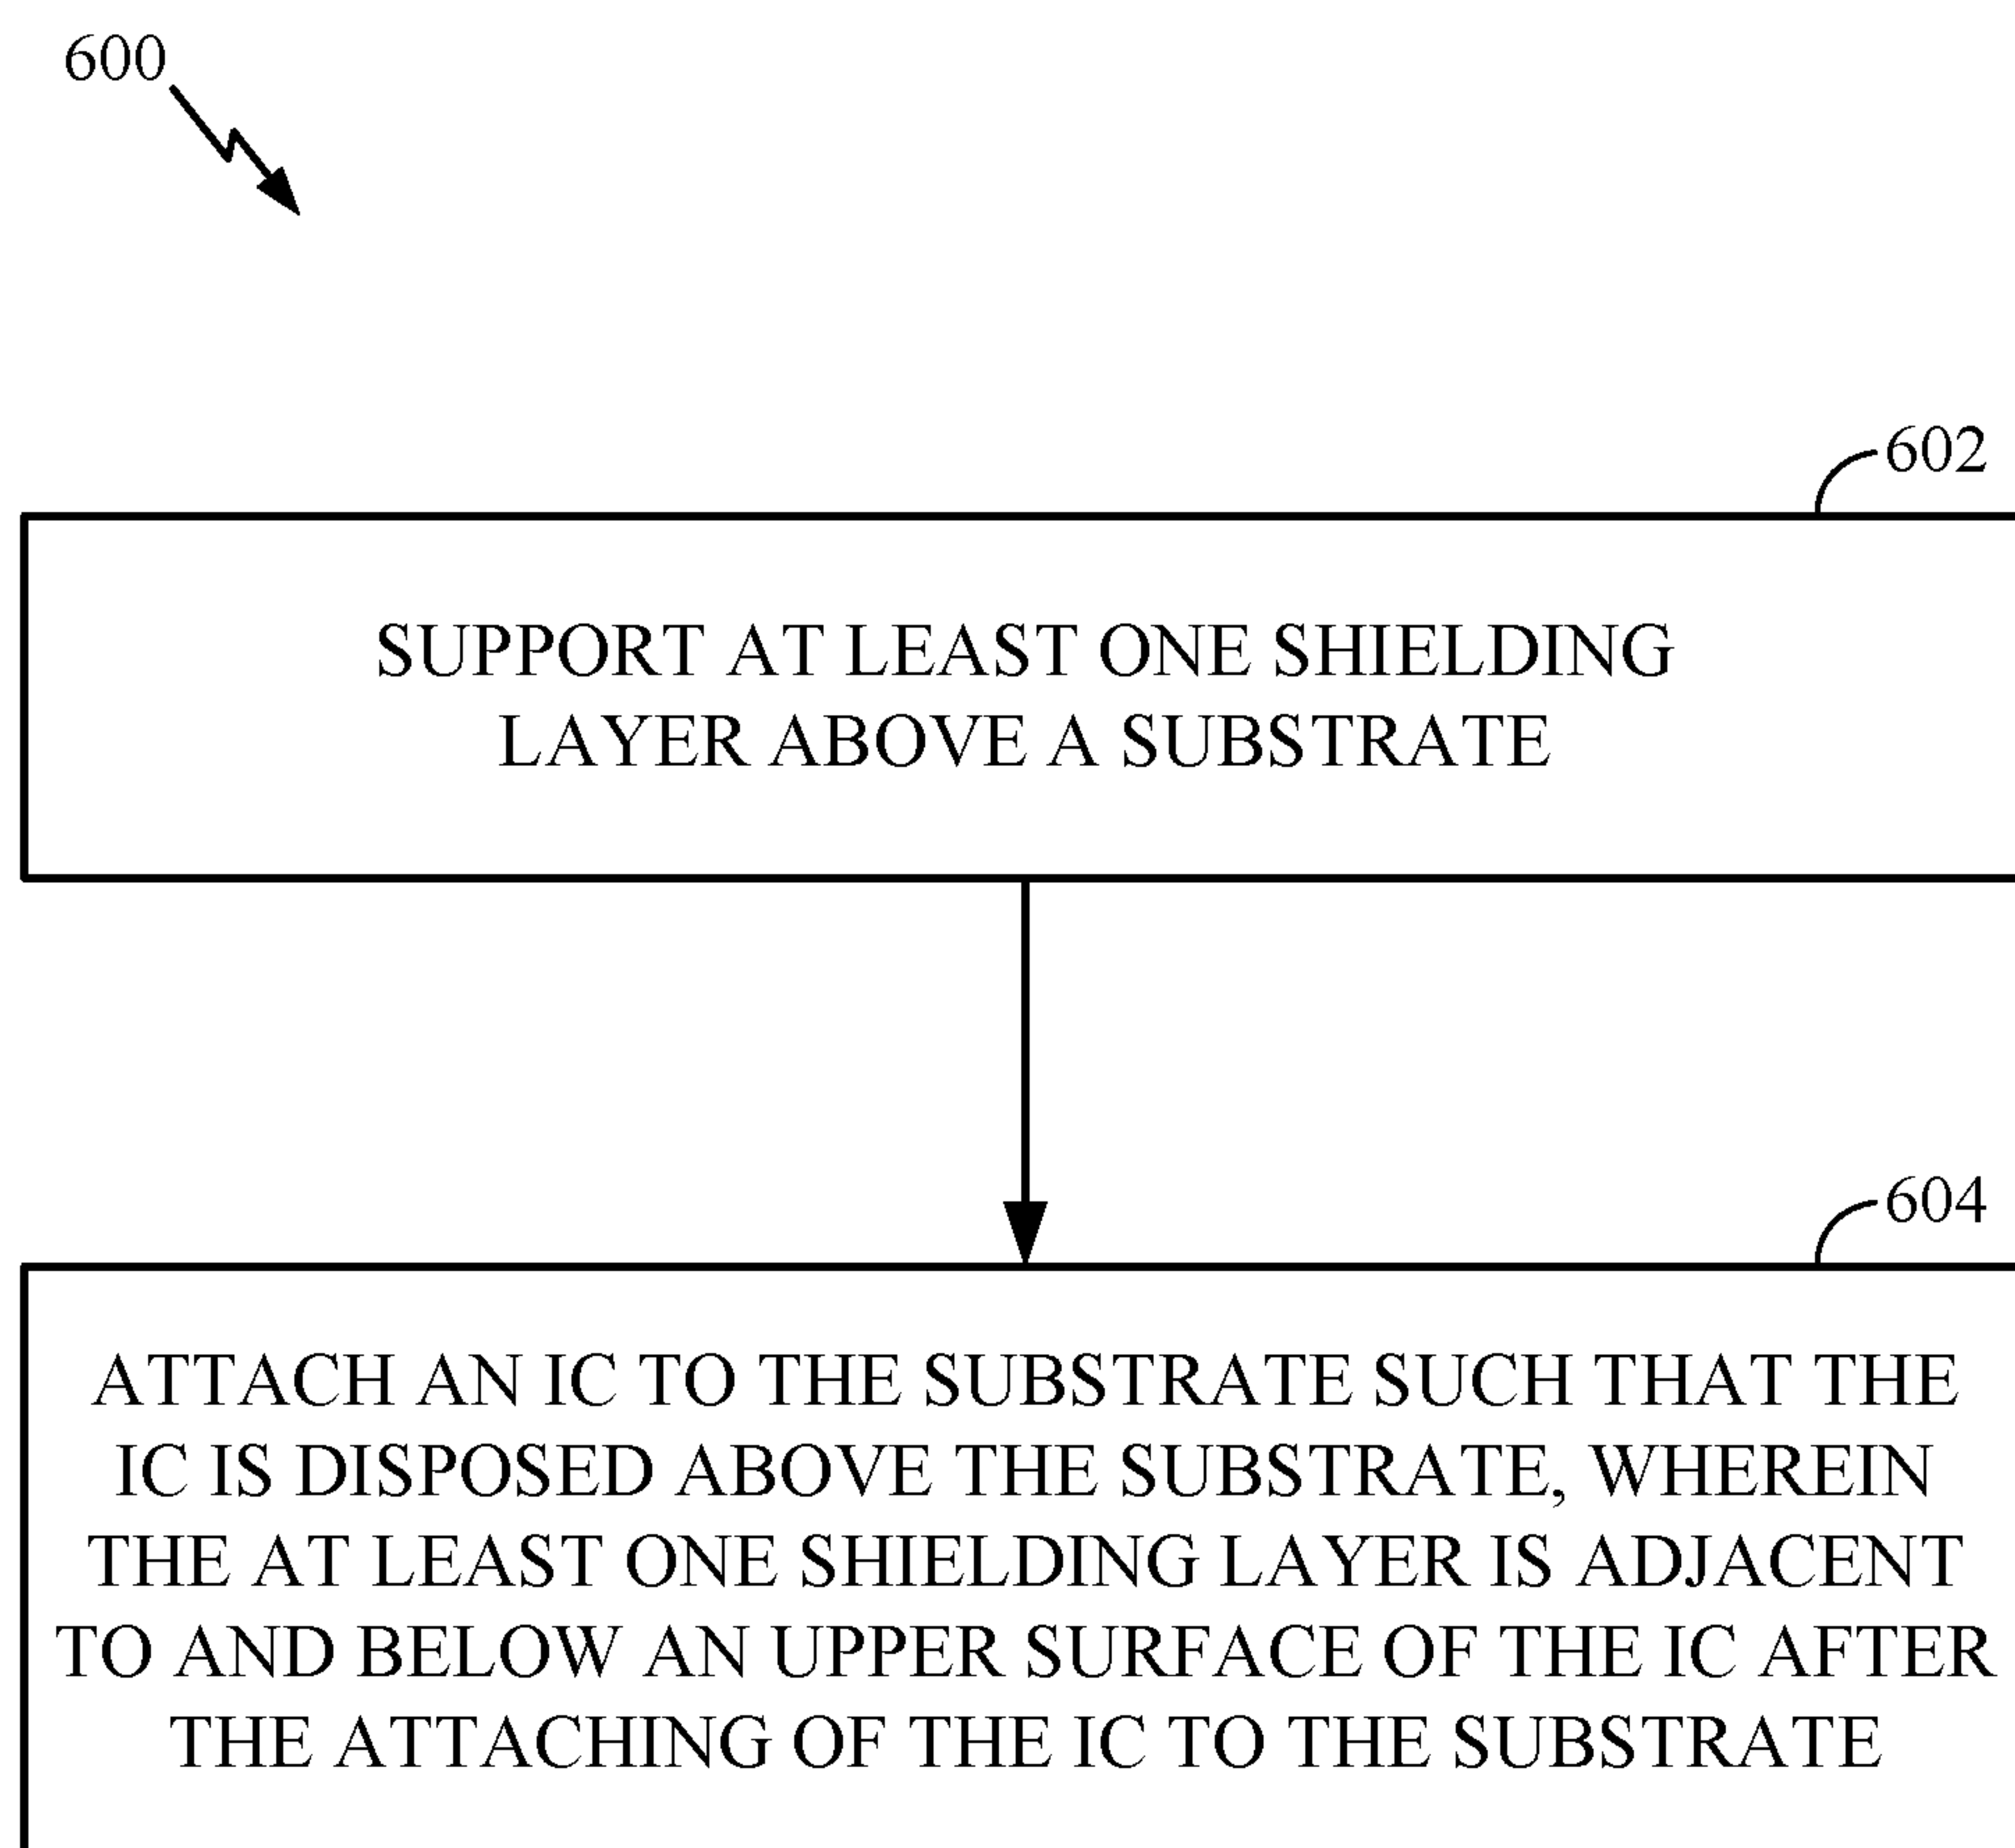 600
602
SUPPORT AT LEAST ONE SHIELDING
LAYER ABOVE A SUBSTRATE
604
ATTACH AN IC TO THE SUBSTRATE SUCH THAT THE
IC IS DISPOSED ABOVE THE SUBSTRATE, WHEREIN
THE AT LEAST ONE SHIELDING LAYER IS ADJACENT
TO AND BELOW AN UPPER SURFACE OF THE IC AFTER
THE ATTACHING OF THE IC TO THE SUBSTRATE